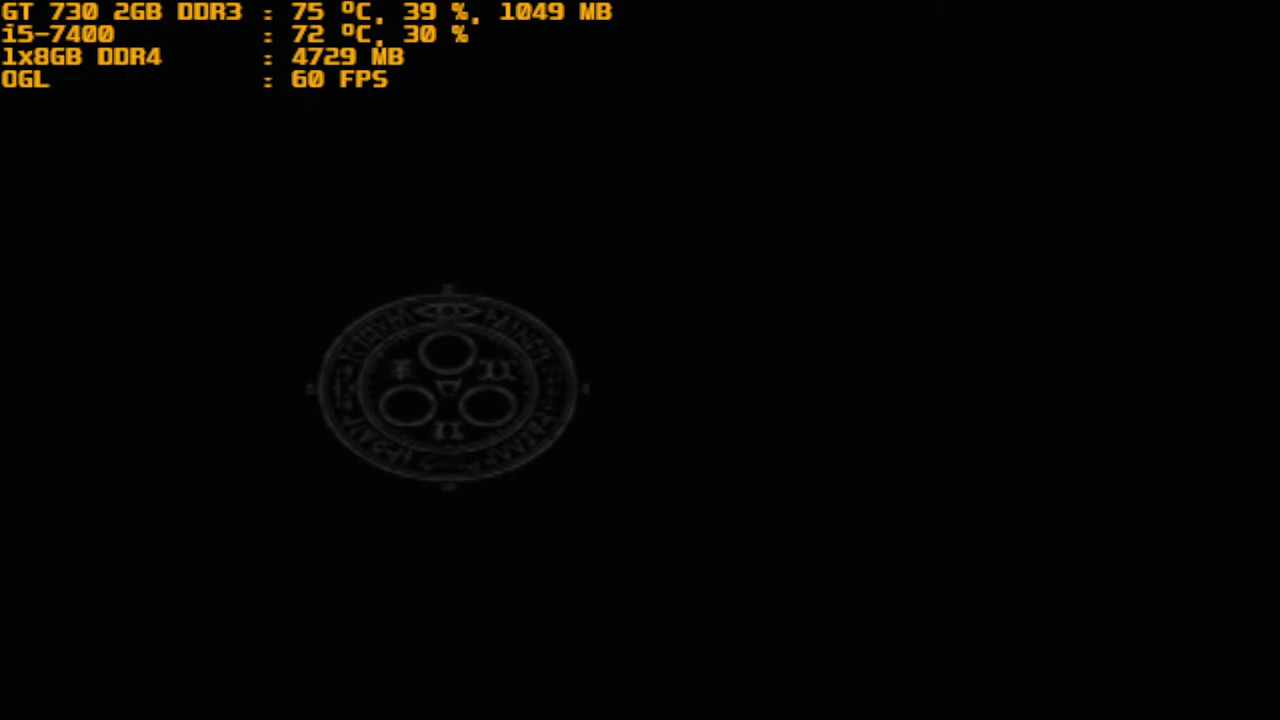 GT 730 2GB DDR3 : 75 ºC, 39 %, 1049 MB
i5-7400 : 72 ºC, 30 %
1x8GB DDR4 : 4729 MB
OGL : 60 FPS